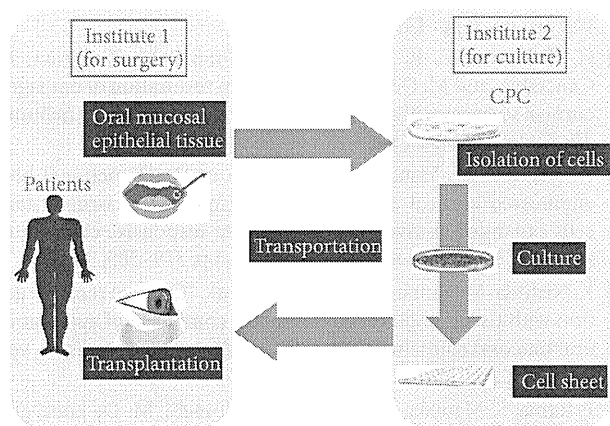 Institute 1
(for surgery)
Oral mucosal
epithelial tissue
Patients
Transplantation
Transportation
Institute 2
(for culture)
CPC
Isolation of cells
Culture
Cell sheet